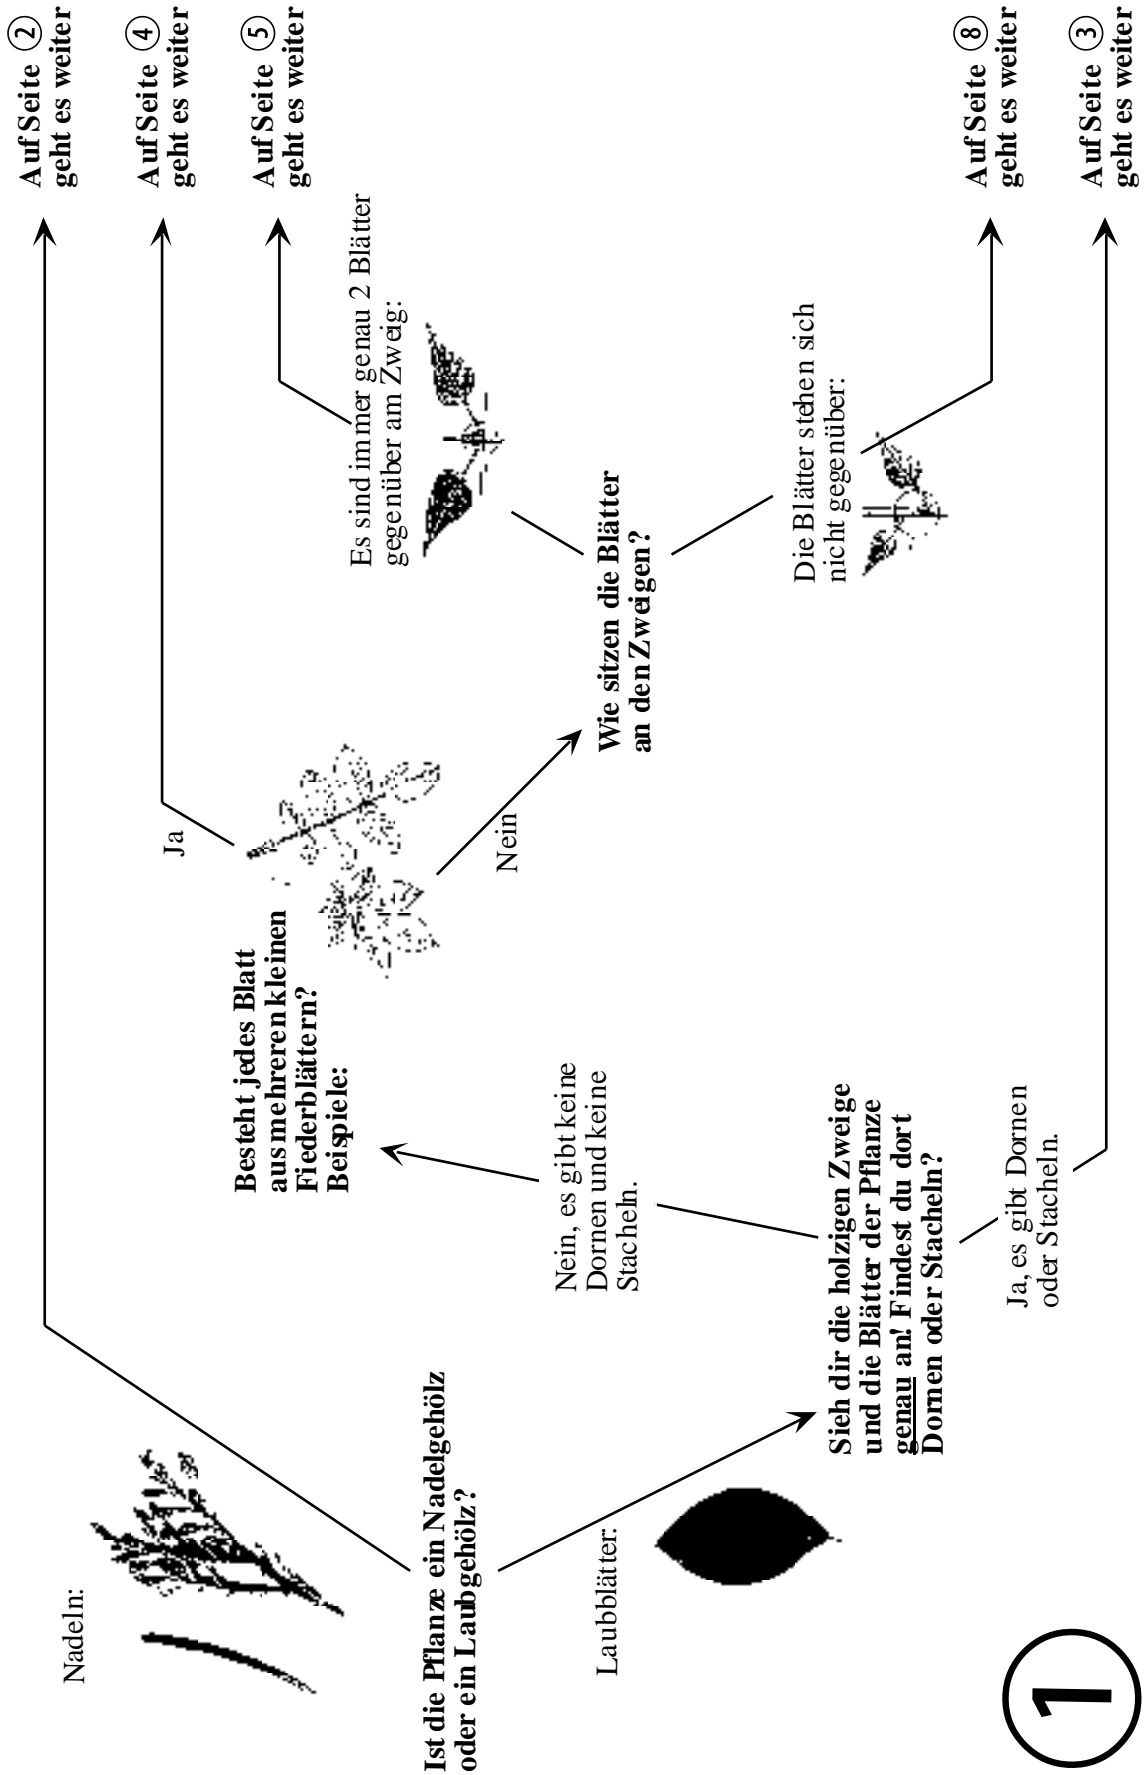 Nadeln:
Ist die Pflanze ein Nadelgehölz
oder ein Laubgehölz?
Laubblätter:
1
Sieh dir die holzigen Zweige
und die Blätter der Pflanze
genau an! Findest du dort
Dornen oder Stacheln?
Nein, es gibt keine
Dornen und keine
Stacheln.
Ja, es gibt Dornen
oder Stacheln.
Besteht jedes Blatt
aus mehreren kleinen
Fiederblättern?
Beispiele:
Ja
Nein
Wie sitzen die Blätter
an den Zweigen?
Es sind immer genau 2 Blätter
gegenüber am Zweig:
Die Blätter stehen sich
nicht gegenüber:
Auf Seite 2
geht es weiter
Auf Seite 4
geht es weiter
Auf Seite 5
geht es weiter
Auf Seite 8
geht es weiter
Auf Seite 3
geht es weiter